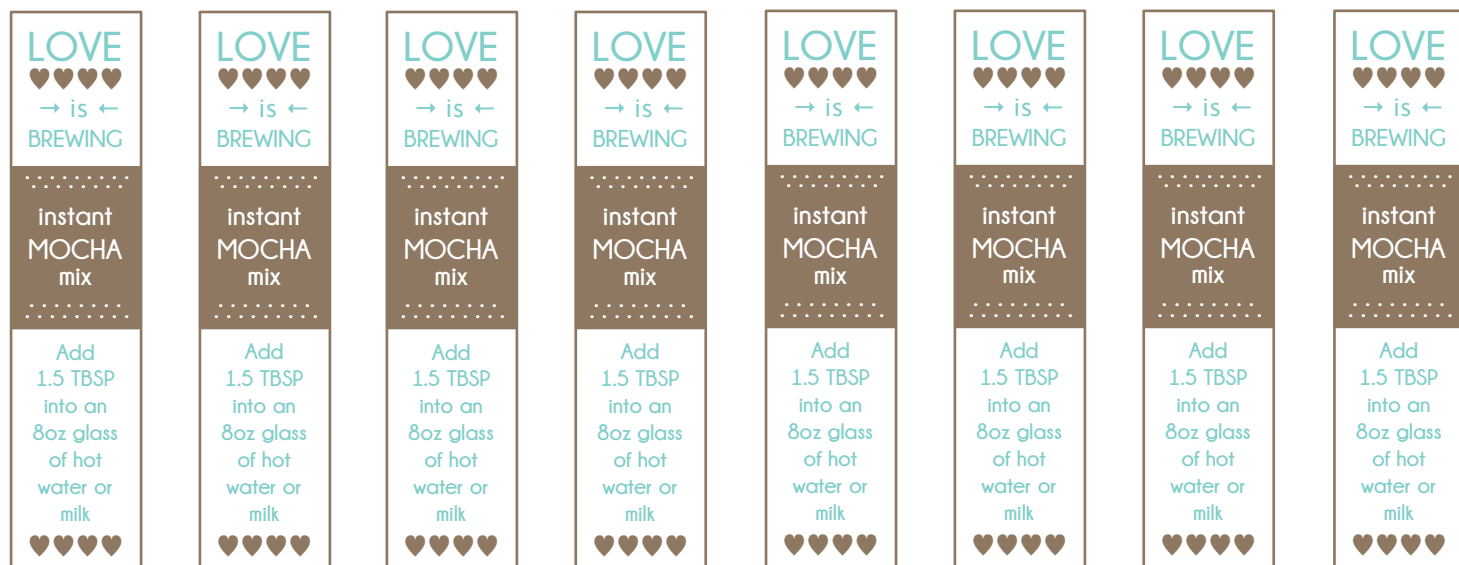 LOVE
→ is ←
BREWING
instant
MOCHA
mix
Add
1.5 TBSP
into an
8oz glass
of hot
water or
milk
LOVE
→ is ←
BREWING
instant
MOCHA
mix
Add
1.5 TBSP
into an
8oz glass
of hot
water or
milk
LOVE
→ is ←
BREWING
instant
MOCHA
mix
Add
1.5 TBSP
into an
8oz glass
of hot
water or
milk
LOVE
→ is ←
BREWING
instant
MOCHA
mix
Add
1.5 TBSP
into an
8oz glass
of hot
water or
milk
LOVE
→ is ←
BREWING
instant
MOCHA
mix
Add
1.5 TBSP
into an
8oz glass
of hot
water or
milk
LOVE
→ is ←
BREWING
instant
MOCHA
mix
Add
1.5 TBSP
into an
8oz glass
of hot
water or
milk
LOVE
→ is ←
BREWING
instant
MOCHA
mix
Add
1.5 TBSP
into an
8oz glass
of hot
water or
milk
LOVE
→ is ←
BREWING
instant
MOCHA
mix
Add
1.5 TBSP
into an
8oz glass
of hot
water or
milk